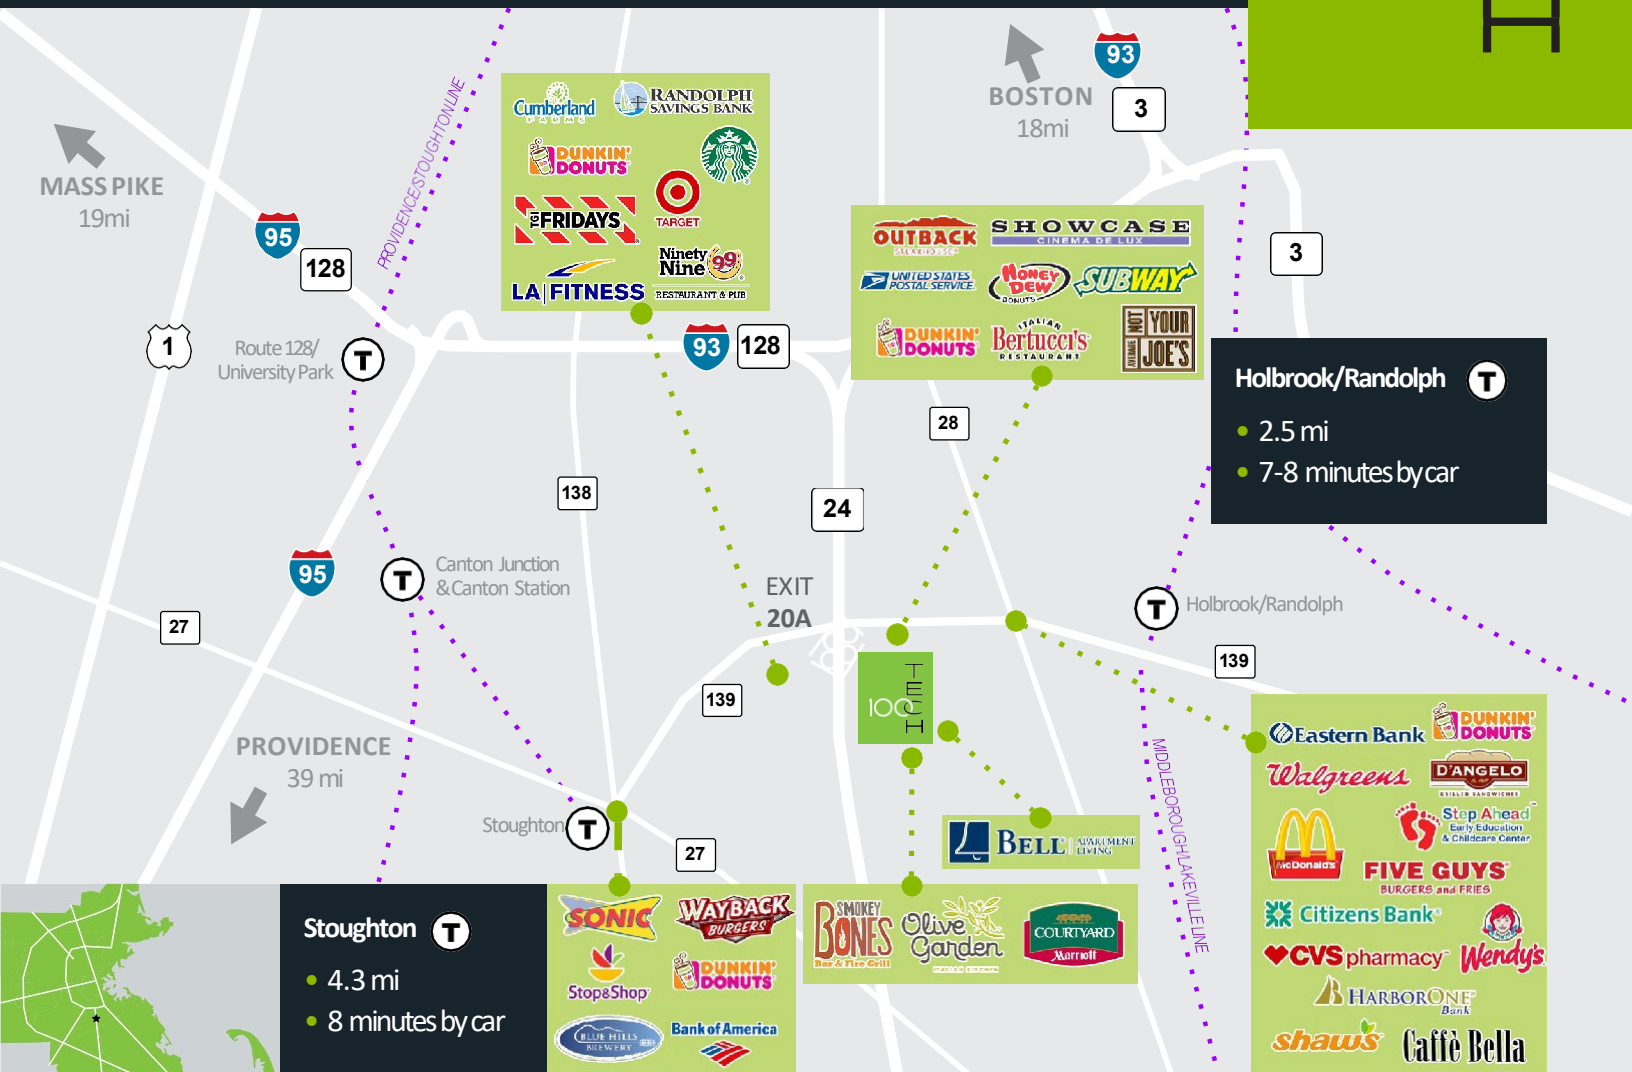 H
BOSTON
18mi
93
3
MASS PIKE
19mi
95
128
PROVIDENCE/STOUGHTON LINE
Cumberland
FARMS
RANDOLPH
SAVINGS BANK
DUNKIN'
DONUTS
TGI FRIDAYS
TARGET
Ninety
Nine 99
RESTAURANT & PUB
LA|FITNESS
OUTBACK
STEAKHOUSE
SHOWCASE
CINEMA DE LUX
UNITED STATES
POSTAL SERVICE
HONEY
DEW
DONUTS
SUBWAY
DUNKIN'
DONUTS
ITALIAN
Bertucci's
RESTAURANT
NOT YOUR
AVERAGE JOE'S
3
1
Route 128/
University Park
T
93
128
28
Holbrook/Randolph T
• 2.5 mi
• 7-8 minutes by car
138
24
95
T
Canton Junction
& Canton Station
EXIT
20A
T
Holbrook/Randolph
27
139
139
100
TECH
PROVIDENCE
39 mi
Stoughton
T
27
MIDDLEBOROUGH/LAKEVILLE LINE
BELL
APARTMENT
LIVING
Eastern Bank
DUNKIN'
DONUTS
Walgreens
D'ANGELO
GRILLED SANDWICHES
McDonald's
Step Ahead
Early Education
& Childcare Center
FIVE GUYS
BURGERS and FRIES
Citizens Bank
CVS pharmacy
Wendy's
HARBORONE
Bank
shaw's
Caffè Bella
Stoughton T
• 4.3 mi
• 8 minutes by car
SONIC
WAYBACK
BURGERS
Stop&Shop
DUNKIN'
DONUTS
BLUE HILLS
BREWERY
Bank of America
SMOKEY
BONES
Bar & Fire Grill
Olive
Garden
COURTYARD
Marriott